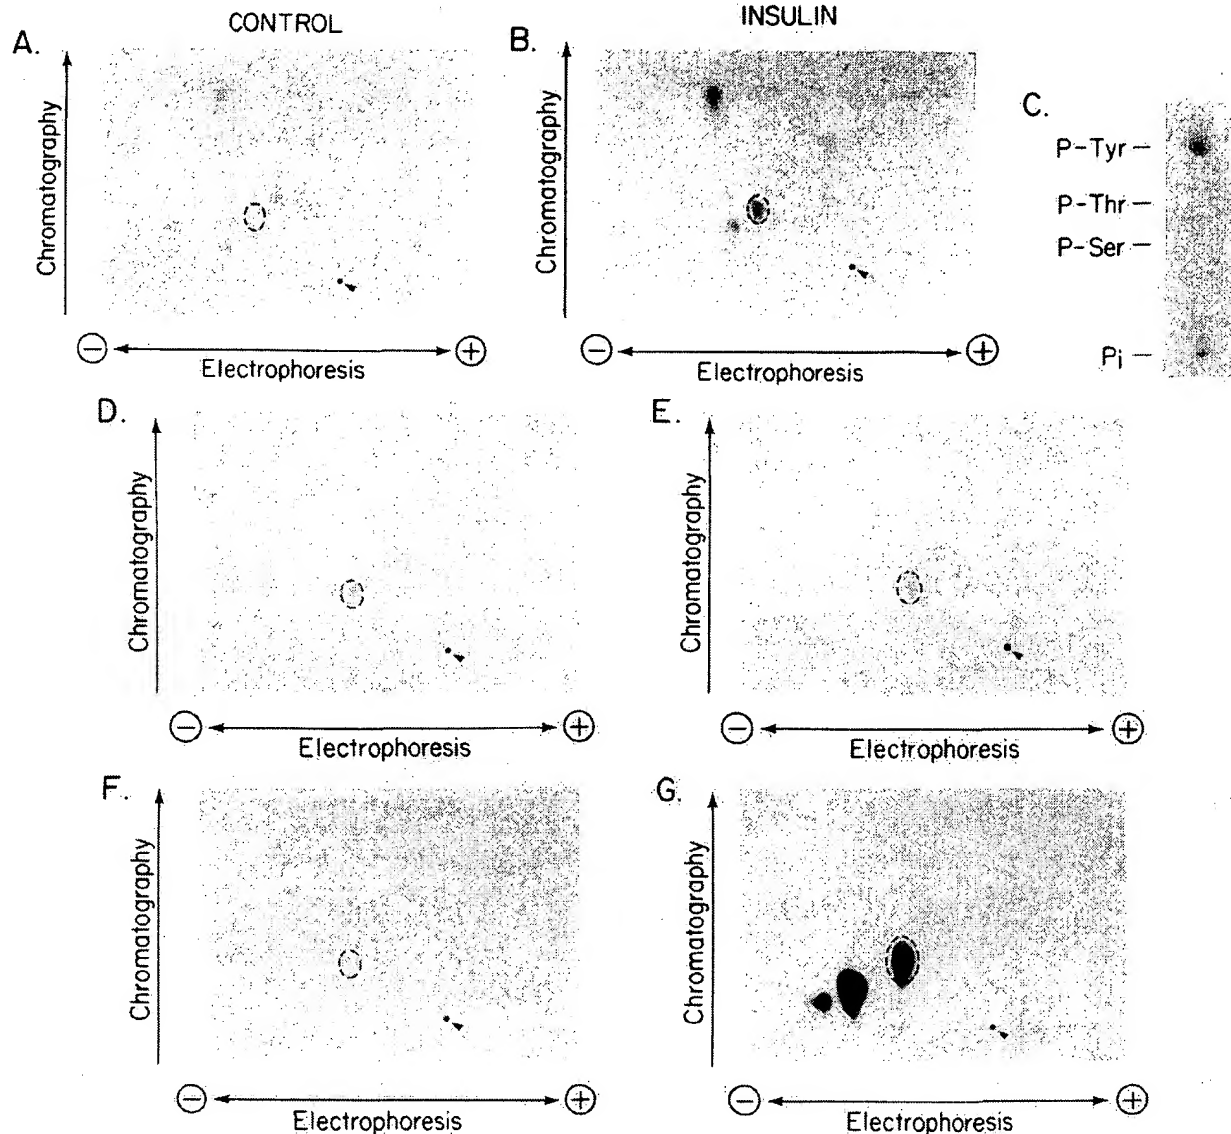 CONTROL
INSULIN
A.
Chromatography
− Electrophoresis +
B.
Chromatography
− Electrophoresis +
C.
P-Tyr –
P-Thr –
P-Ser –
Pi –
D.
Chromatography
− Electrophoresis +
E.
Chromatography
− Electrophoresis +
F.
Chromatography
− Electrophoresis +
G.
Chromatography
− Electrophoresis +